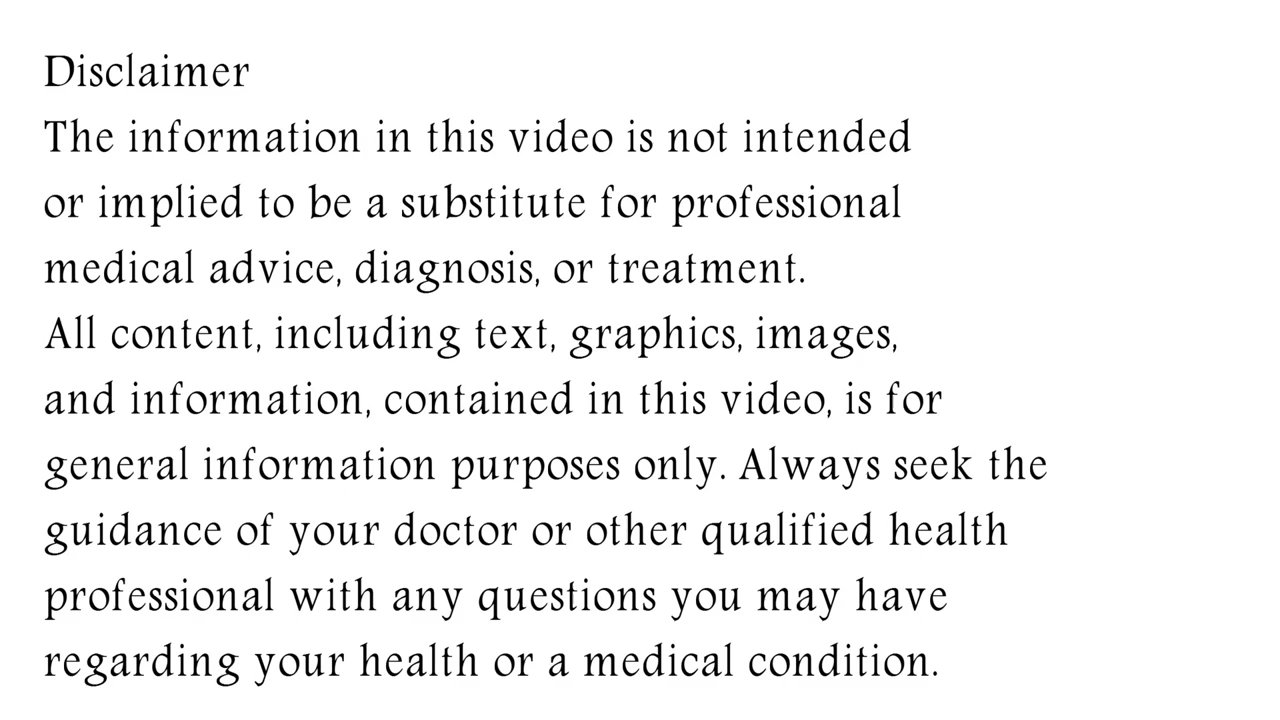 Disclaimer
The information in this video is not intended
or implied to be a substitute for professional
medical advice, diagnosis, or treatment.
All content, including text, graphics, images,
and information, contained in this video, is for
general information purposes only. Always seek the
guidance of your doctor or other qualified health
professional with any questions you may have
regarding your health or a medical condition.